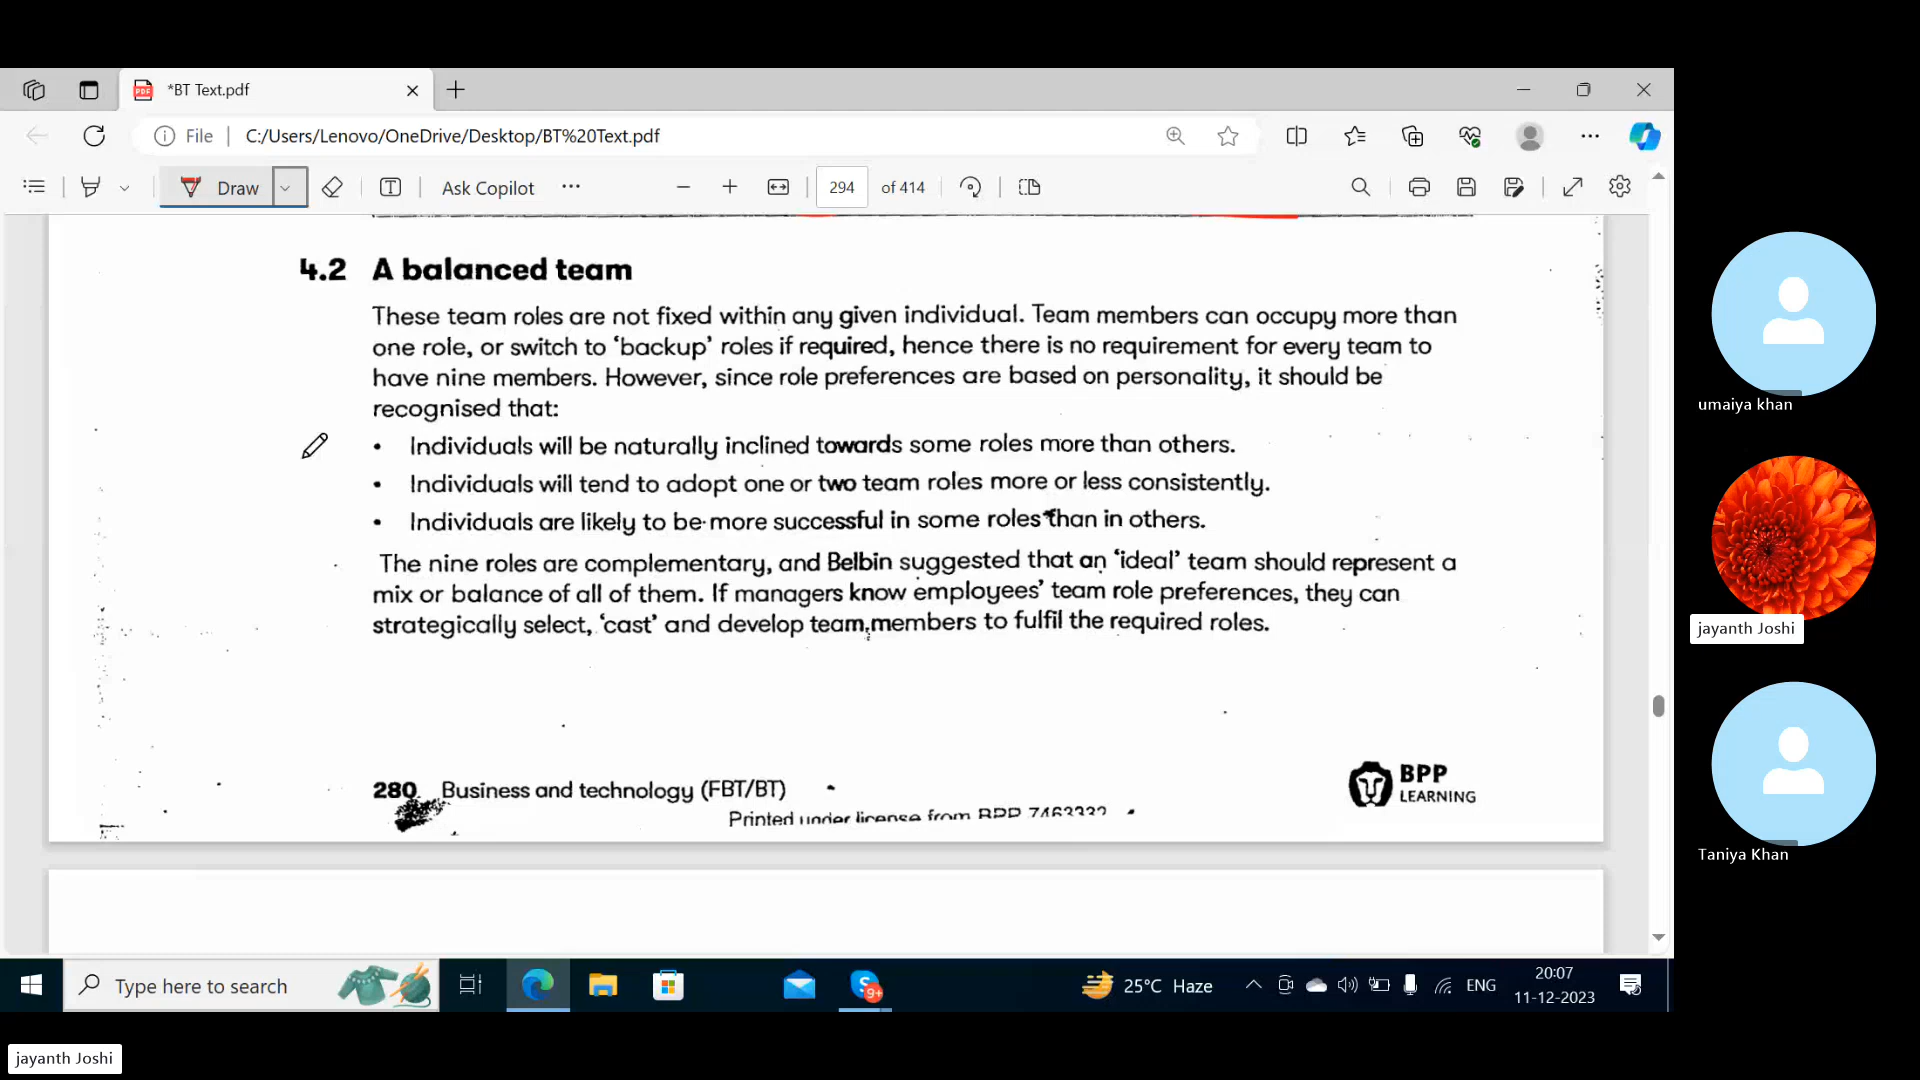 *BT Text.pdf
File
C:/Users/Lenovo/OneDrive/Desktop/BT%20Text.pdf
Draw
Ask Copilot
294 of 414
4.2 A balanced team
These team roles are not fixed within any given individual. Team members can occupy more than
one role, or switch to ‘backup’ roles if required, hence there is no requirement for every team to
have nine members. However, since role preferences are based on personality, it should be
recognised that:
• Individuals will be naturally inclined towards some roles more than others.
• Individuals will tend to adopt one or two team roles more or less consistently.
• Individuals are likely to be more successful in some roles than in others.
The nine roles are complementary, and Belbin suggested that an ‘ideal’ team should represent a
mix or balance of all of them. If managers know employees’ team role preferences, they can
strategically select, ‘cast’ and develop team members to fulfil the required roles.
280 Business and technology (FBT/BT)
BPP
LEARNING
Printed under license from BPP 7463332
umaiya khan
jayanth Joshi
Taniya Khan
Type here to search
9+
25°C Haze
ENG
20:07
11-12-2023
jayanth Joshi